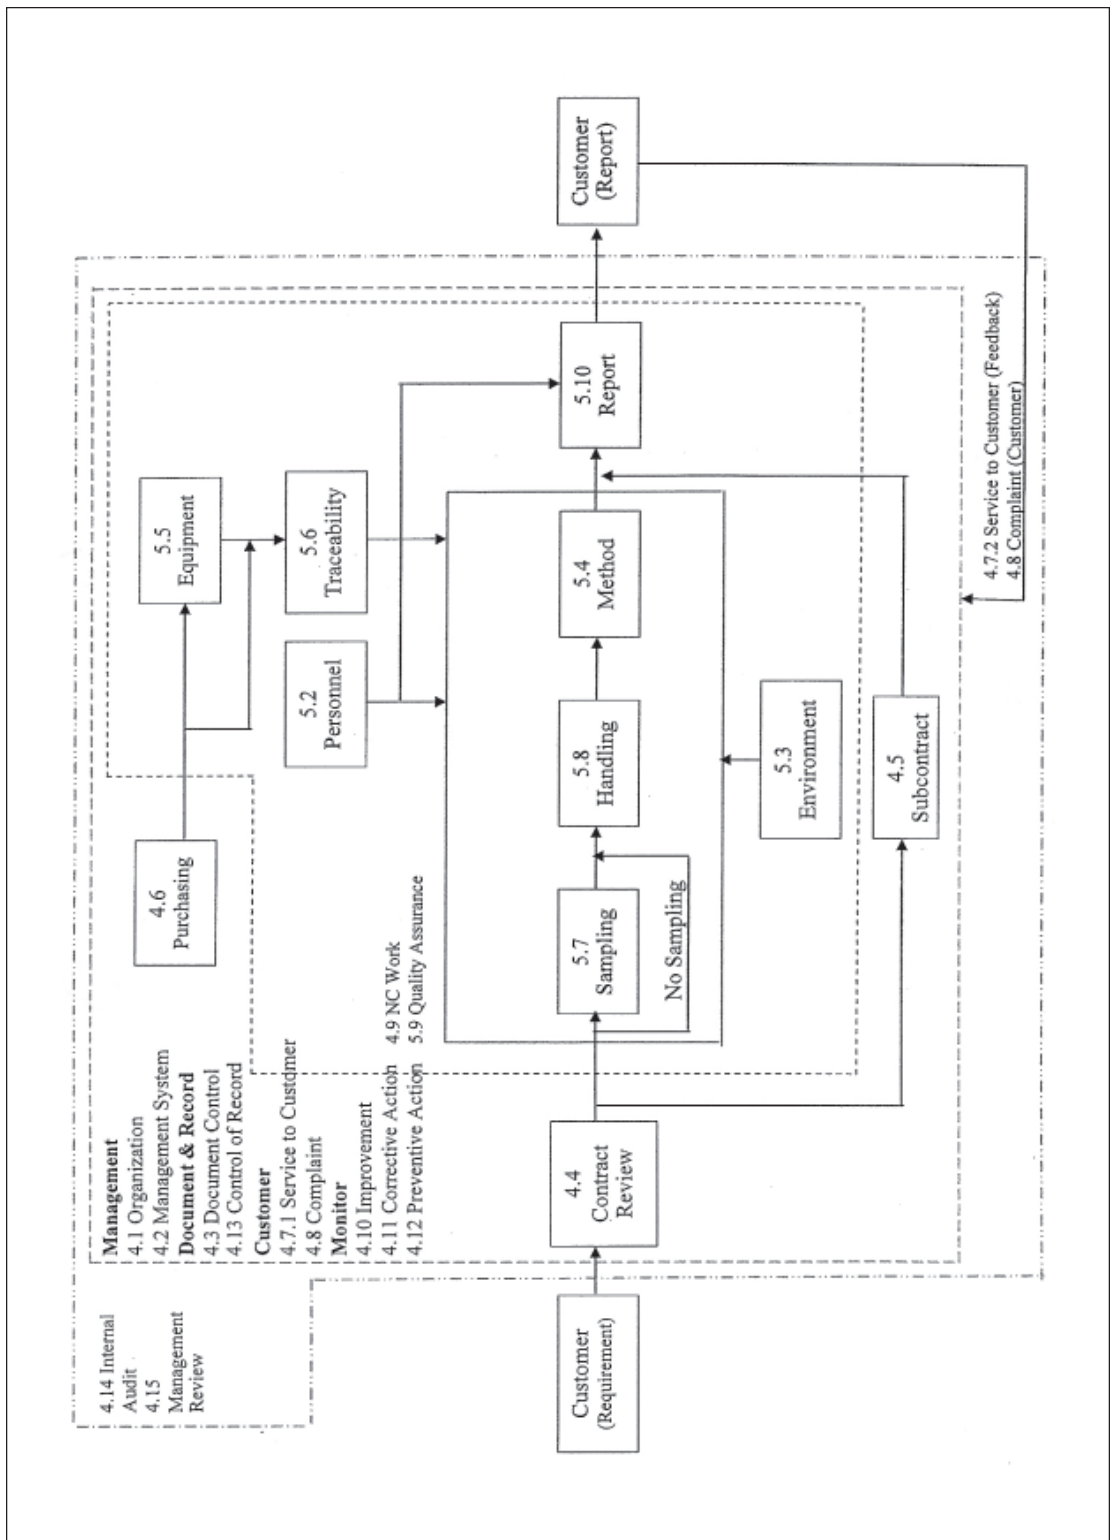 4.14 Internal
Audit
4.15
Management
Review
Management
4.1 Organization
4.2 Management System
Document & Record
4.3 Document Control
4.13 Control of Record
Customer
4.7.1 Service to Customer
4.8 Complaint
Monitor
4.10 Improvement
4.11 Corrective Action
4.12 Preventive Action
4.9 NC Work
5.9 Quality Assurance
4.6
Purchasing
5.5
Equipment
5.2
Personnel
5.6
Traceability
Customer
(Requirement)
4.4
Contract
Review
5.7
Sampling
No Sampling
5.8
Handling
5.4
Method
5.10
Report
Customer
(Report)
5.3
Environment
4.5
Subcontract
4.7.2 Service to Customer (Feedback)
4.8 Complaint (Customer)